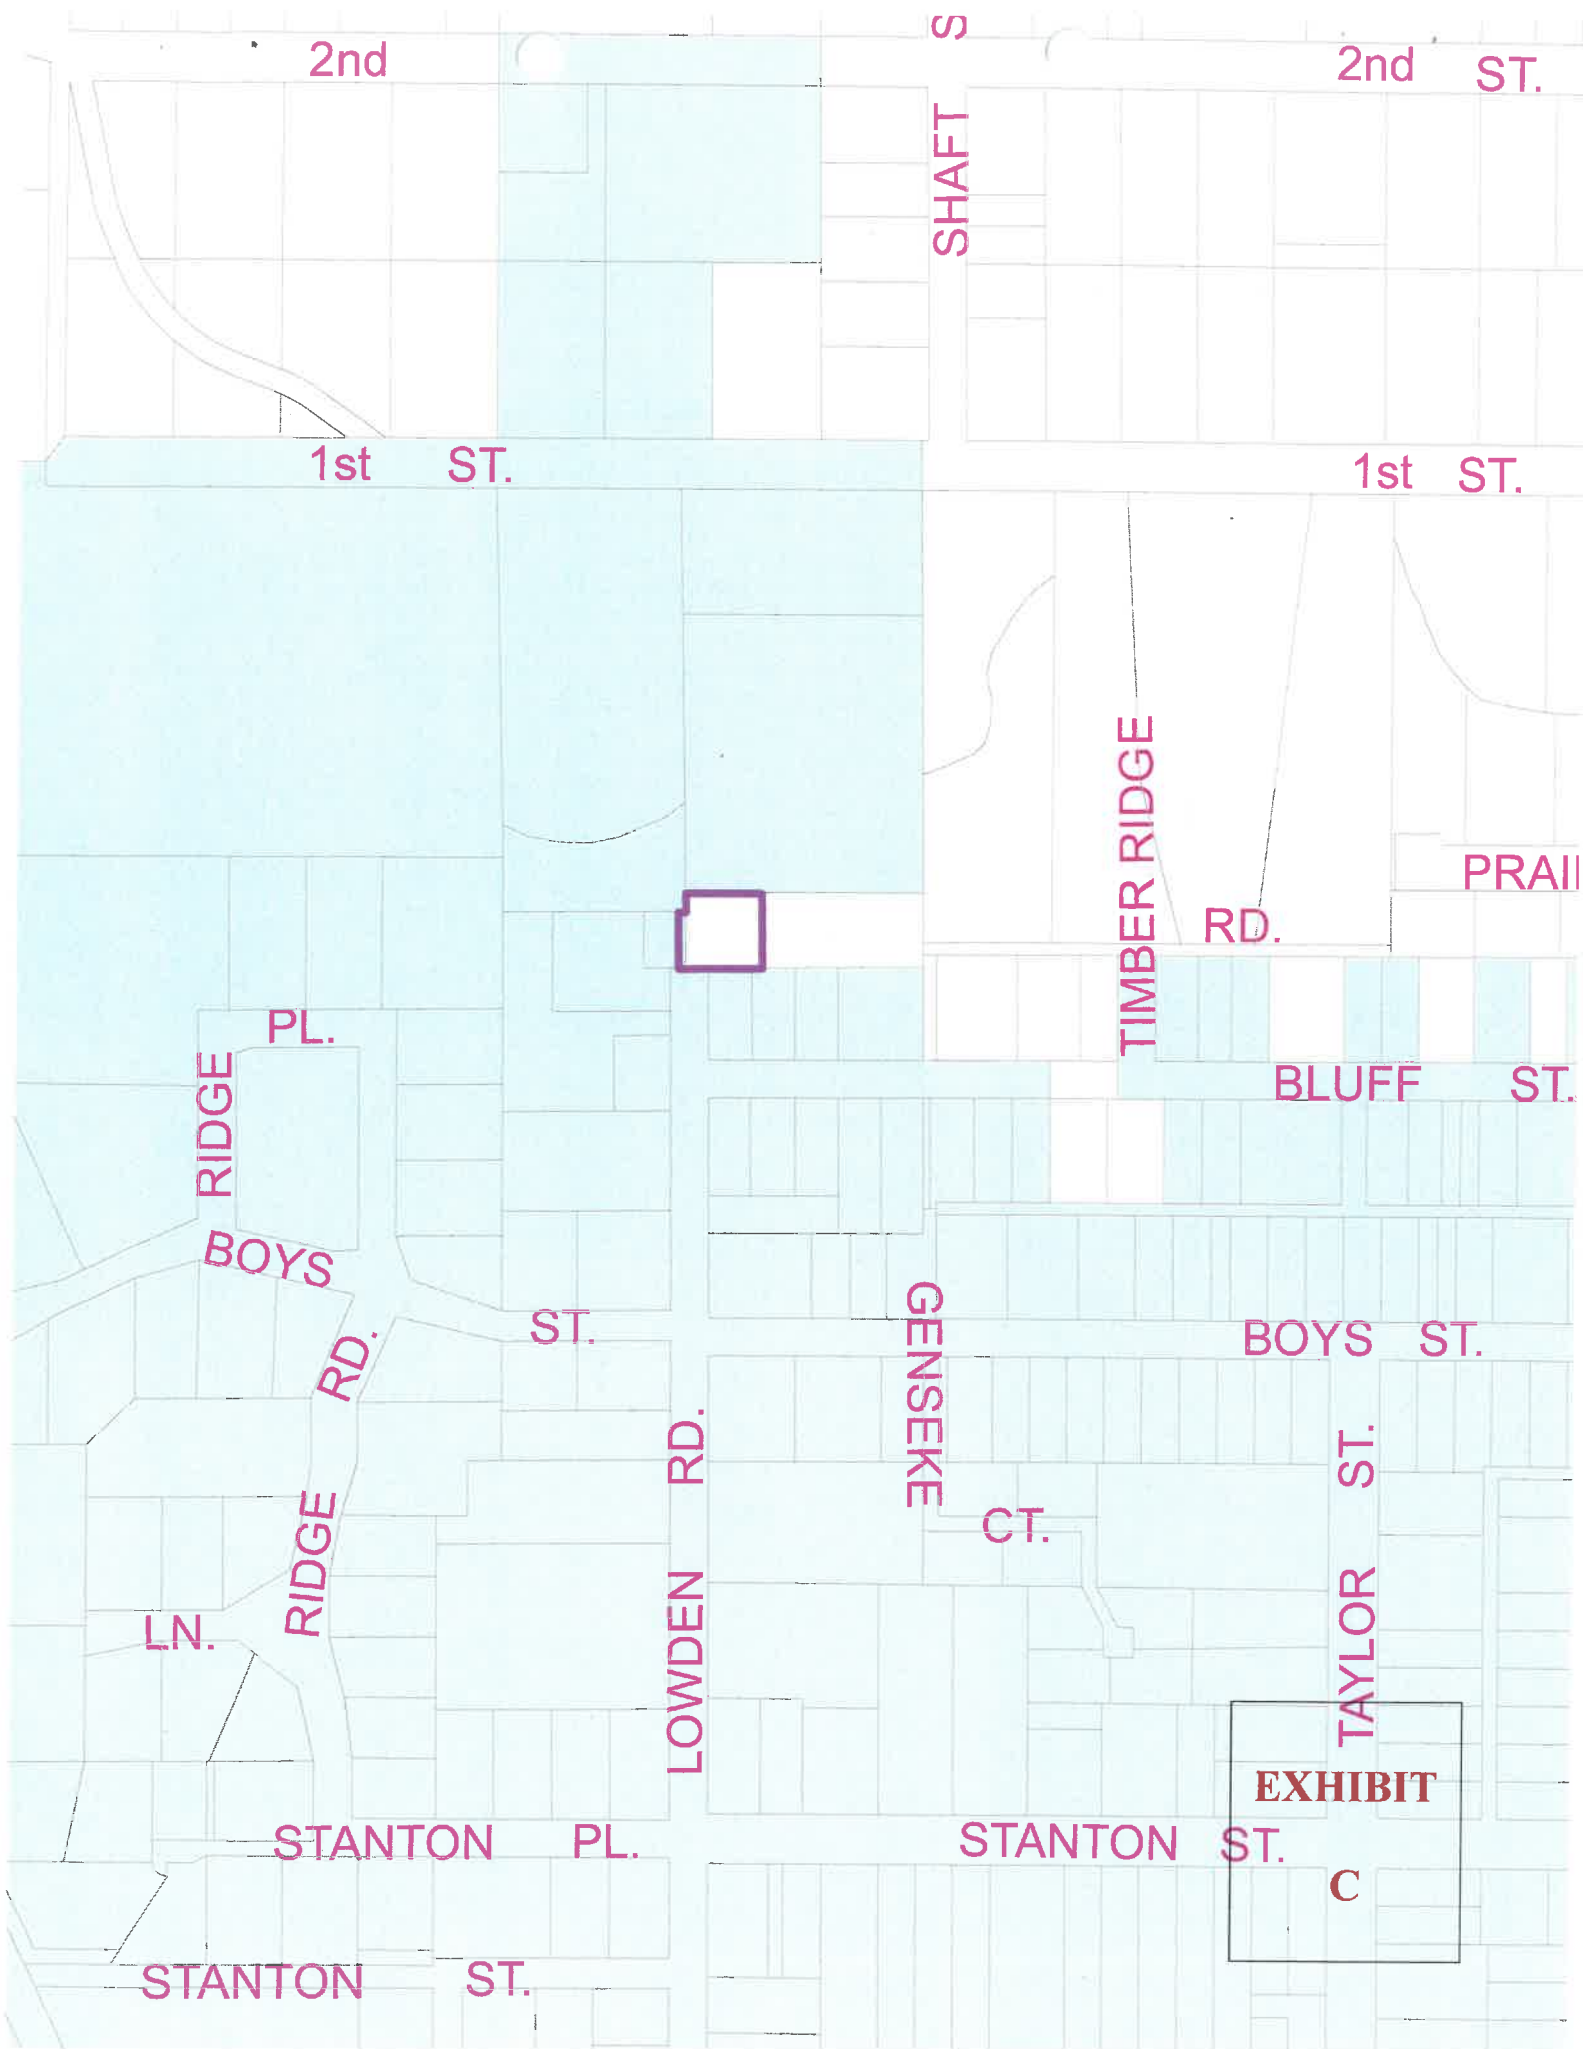 2nd
2nd ST.
S
SHAFT
1st ST.
1st ST.
TIMBER RIDGE
PRAI
RD.
PL.
RIDGE
BLUFF ST.
BOYS
ST.
RD.
GENSEKE
BOYS ST.
RD.
ST.
CT.
RIDGE
LN.
LOWDEN
TAYLOR
EXHIBIT
C
STANTON PL.
STANTON ST.
STANTON ST.